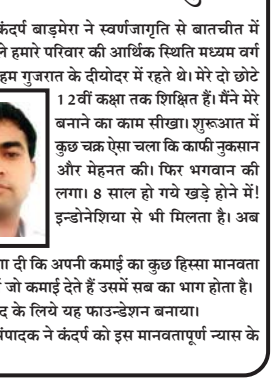 कंदर्प बाड़मेरा ने स्वर्णजागृति से बातचीत में
ले हमारे परिवार की आर्थिक स्थिति मध्यम वर्ग
हम गुजरात के दीयोदर में रहते थे। मेरे दो छोटे
12वीं कक्षा तक शिक्षित हैं। मैंने मेरे
बनाने का काम सीखा। शुरूआत में
कुछ चक्र ऐसा चला कि काफी नुकसान
और मेहनत की। फिर भगवान की
लगा। 8 साल हो गये खड़े होने में!
इन्डोनेशिया से भी मिलता है। अब
गा दी कि अपनी कमाई का कुछ हिस्सा मानवता
जो कमाई देते हैं उसमें सब का भाग होता है।
द के लिये यह फाउन्डेशन बनाया।
संपादक ने कंदर्प को इस मानवतापूर्ण न्यास के